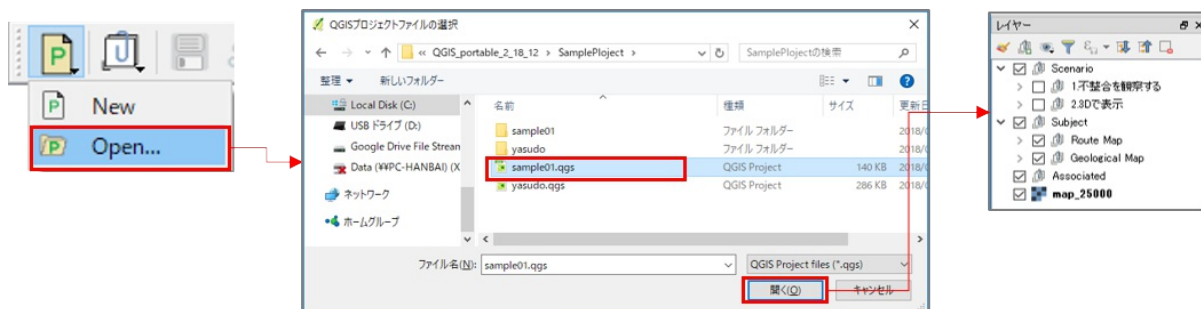 New
Open...
QGISプロジェクトファイルの選択
« QGIS_portable_2_18_12 › SamplePloject ›
SamplePlojectの検索
整理
新しいフォルダー
Local Disk (C:)
USB ドライブ (D:)
Google Drive File Stream
Data (¥¥PC-HANBAI) (X
ネットワーク
ホームグループ
名前 種類 サイズ 更新日
sample01 ファイル フォルダー 2018/0
yasudo ファイル フォルダー 2018/0
sample01.qgs QGIS Project 140 KB 2018/0
yasudo.qgs QGIS Project 286 KB 2018/0
ファイル名(N): sample01.qgs
QGIS Project files (*.qgs)
開く(O) キャンセル
レイヤー
Scenario
1.不整合を観察する
2.3Dで表示
Subject
Route Map
Geological Map
Associated
map_25000